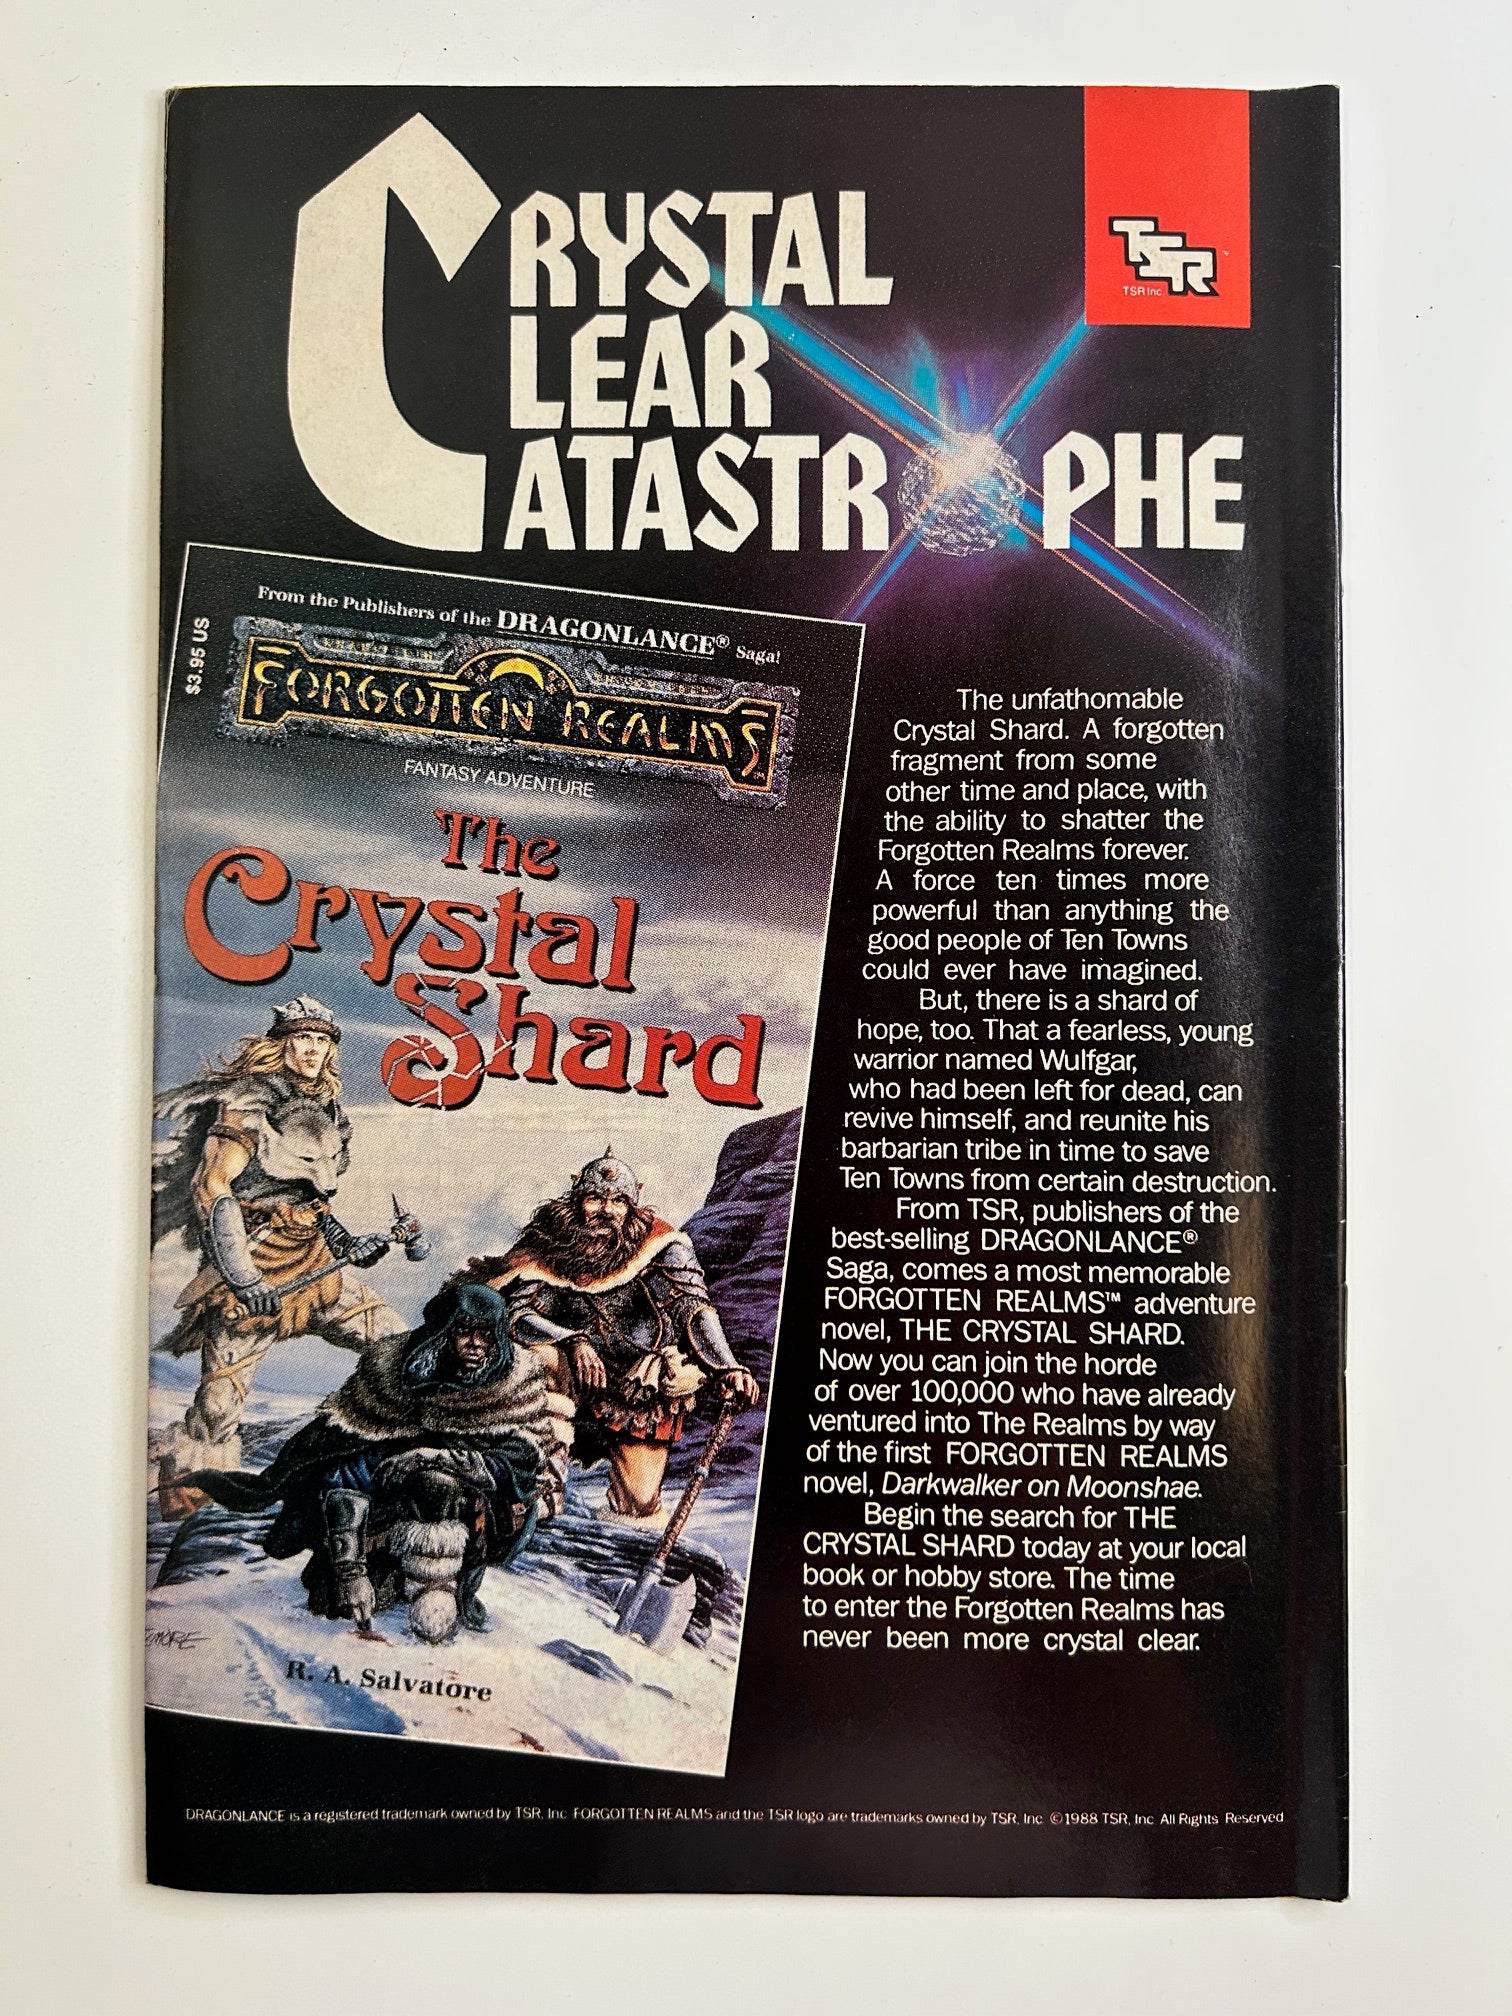 CRYSTAL
CLEAR
CATASTROPHE
TSR
TSR Inc.
™
From the Publishers of the DRAGONLANCE® Saga!
$3.95 US
FORGOTTEN REALMS
™
FANTASY ADVENTURE
The
Crystal
Shard
R. A. Salvatore
The unfathomable
Crystal Shard. A forgotten
fragment from some
other time and place, with
the ability to shatter the
Forgotten Realms forever.
A force ten times more
powerful than anything the
good people of Ten Towns
could ever have imagined.
But, there is a shard of
hope, too. That a fearless, young
warrior named Wulfgar,
who had been left for dead, can
revive himself, and reunite his
barbarian tribe in time to save
Ten Towns from certain destruction.
From TSR, publishers of the
best-selling DRAGONLANCE®
Saga, comes a most memorable
FORGOTTEN REALMS™ adventure
novel, THE CRYSTAL SHARD.
Now you can join the horde
of over 100,000 who have already
ventured into The Realms by way
of the first FORGOTTEN REALMS
novel, Darkwalker on Moonshae.
Begin the search for THE
CRYSTAL SHARD today at your local
book or hobby store. The time
to enter the Forgotten Realms has
never been more crystal clear.
DRAGONLANCE is a registered trademark owned by TSR, Inc. FORGOTTEN REALMS and the TSR logo are trademarks owned by TSR, Inc. ©1988 TSR, Inc. All Rights Reserved